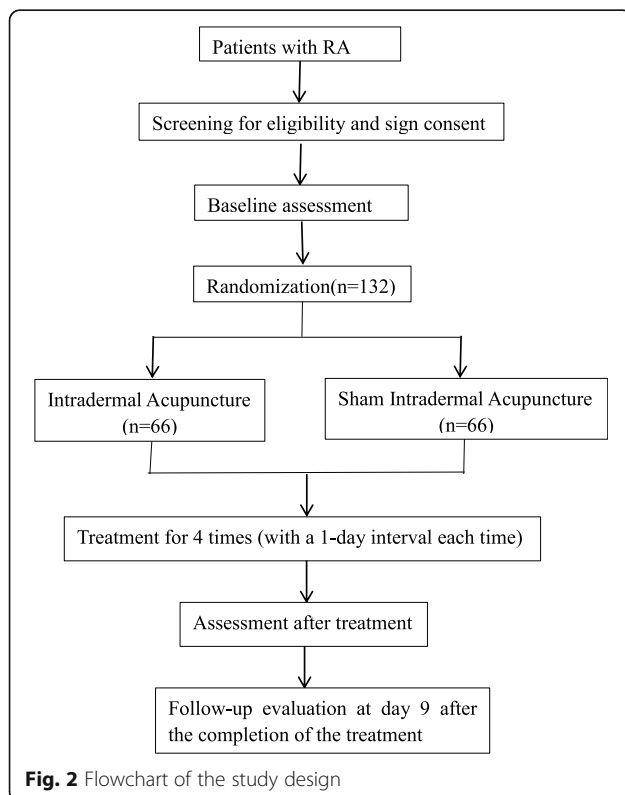 Patients with RA
Screening for eligibility and sign consent
Baseline assessment
Randomization(n=132)
Intradermal Acupuncture
(n=66)
Sham Intradermal Acupuncture
(n=66)
Treatment for 4 times (with a 1-day interval each time)
Assessment after treatment
Follow-up evaluation at day 9 after
the completion of the treatment
Fig. 2 Flowchart of the study design